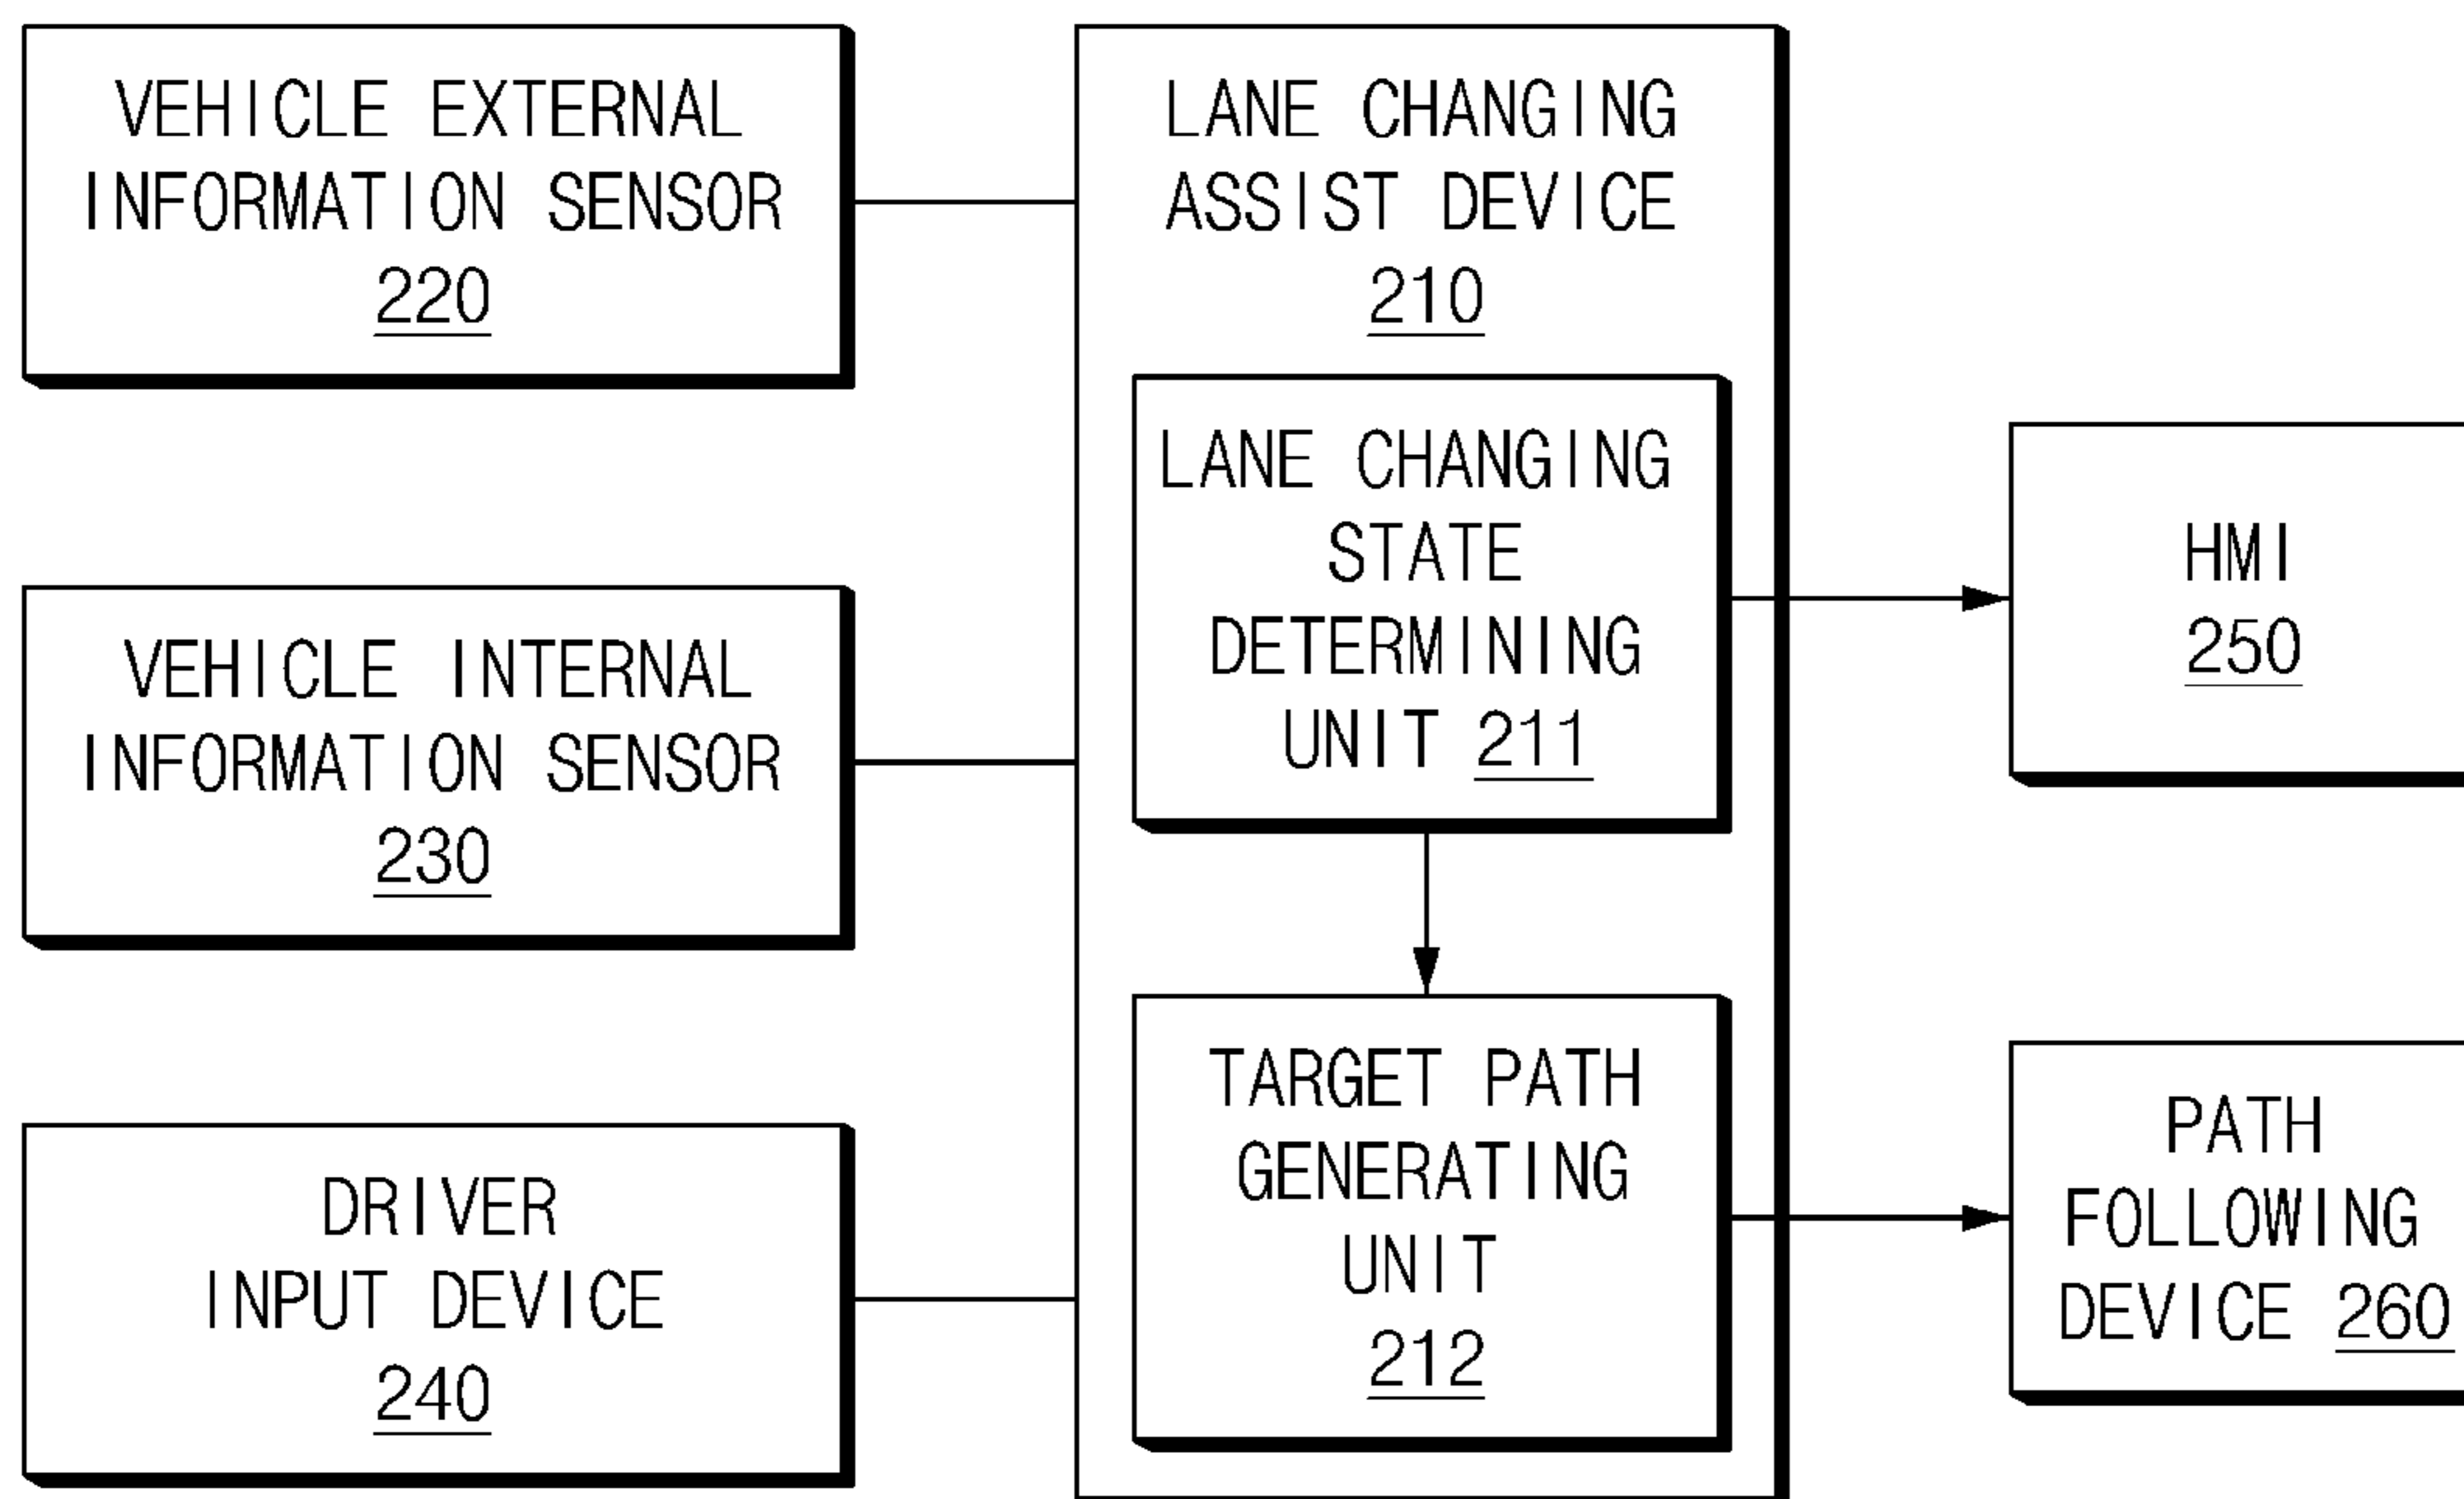 VEHICLE EXTERNAL
INFORMATION SENSOR
220
VEHICLE INTERNAL
INFORMATION SENSOR
230
DRIVER
INPUT DEVICE
240
LANE CHANGING
ASSIST DEVICE
210
LANE CHANGING
STATE
DETERMINING
UNIT 211
TARGET PATH
GENERATING
UNIT
212
HMI
250
PATH
FOLLOWING
DEVICE 260